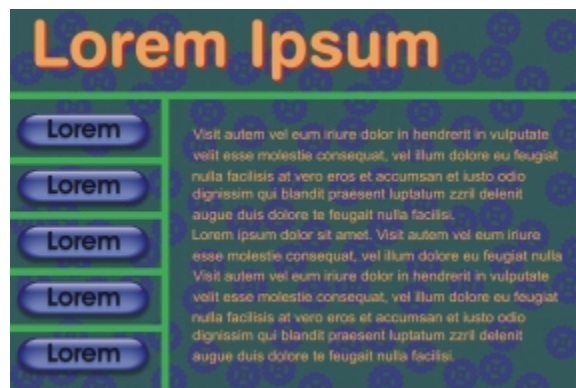 Lorem Ipsum
Lorem
Lorem
Lorem
Lorem
Lorem
Visit autem vel eum iriure dolor in hendrerit in vulputate
velit esse molestie consequat, vel illum dolore eu feugiat
nulla facilisis at vero eros et accumsan et iusto odio
dignissim qui blandit praesent luptatum zzril delenit
augue duis dolore te feugait nulla facilisi.
Lorem ipsum dolor sit amet. Visit autem vel eum iriure
esse molestie consequat, vel illum dolore eu feugiat nulla
Visit autem vel eum iriure dolor in hendrerit in vulputate
velit esse molestie consequat, vel illum dolore eu feugiat
nulla facilisis at vero eros et accumsan et iusto odio
dignissim qui blandit praesent luptatum zzril delenit
augue duis dolore te feugait nulla facilisi.